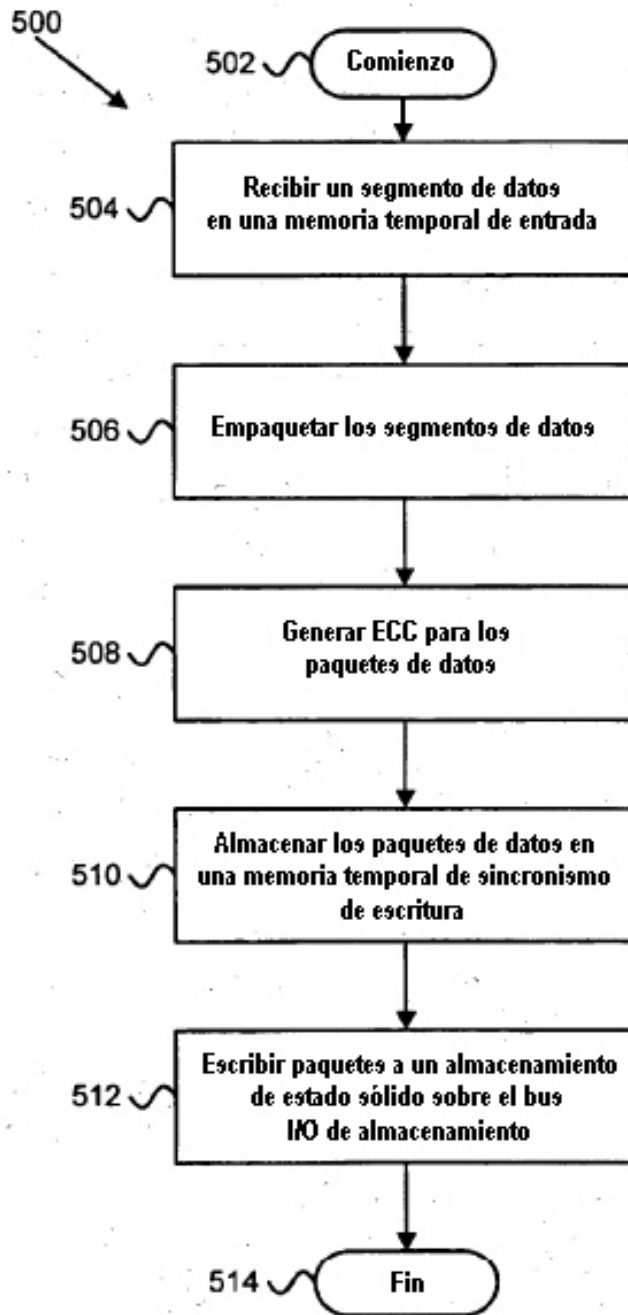 500
502
Comienzo
504
Recibir un segmento de datos
en una memoria temporal de entrada
506
Empaquetar los segmentos de datos
508
Generar ECC para los
paquetes de datos
510
Almacenar los paquetes de datos en
una memoria temporal de sincronismo
de escritura
512
Escribir paquetes a un almacenamiento
de estado sólido sobre el bus
I/O de almacenamiento
514
Fin